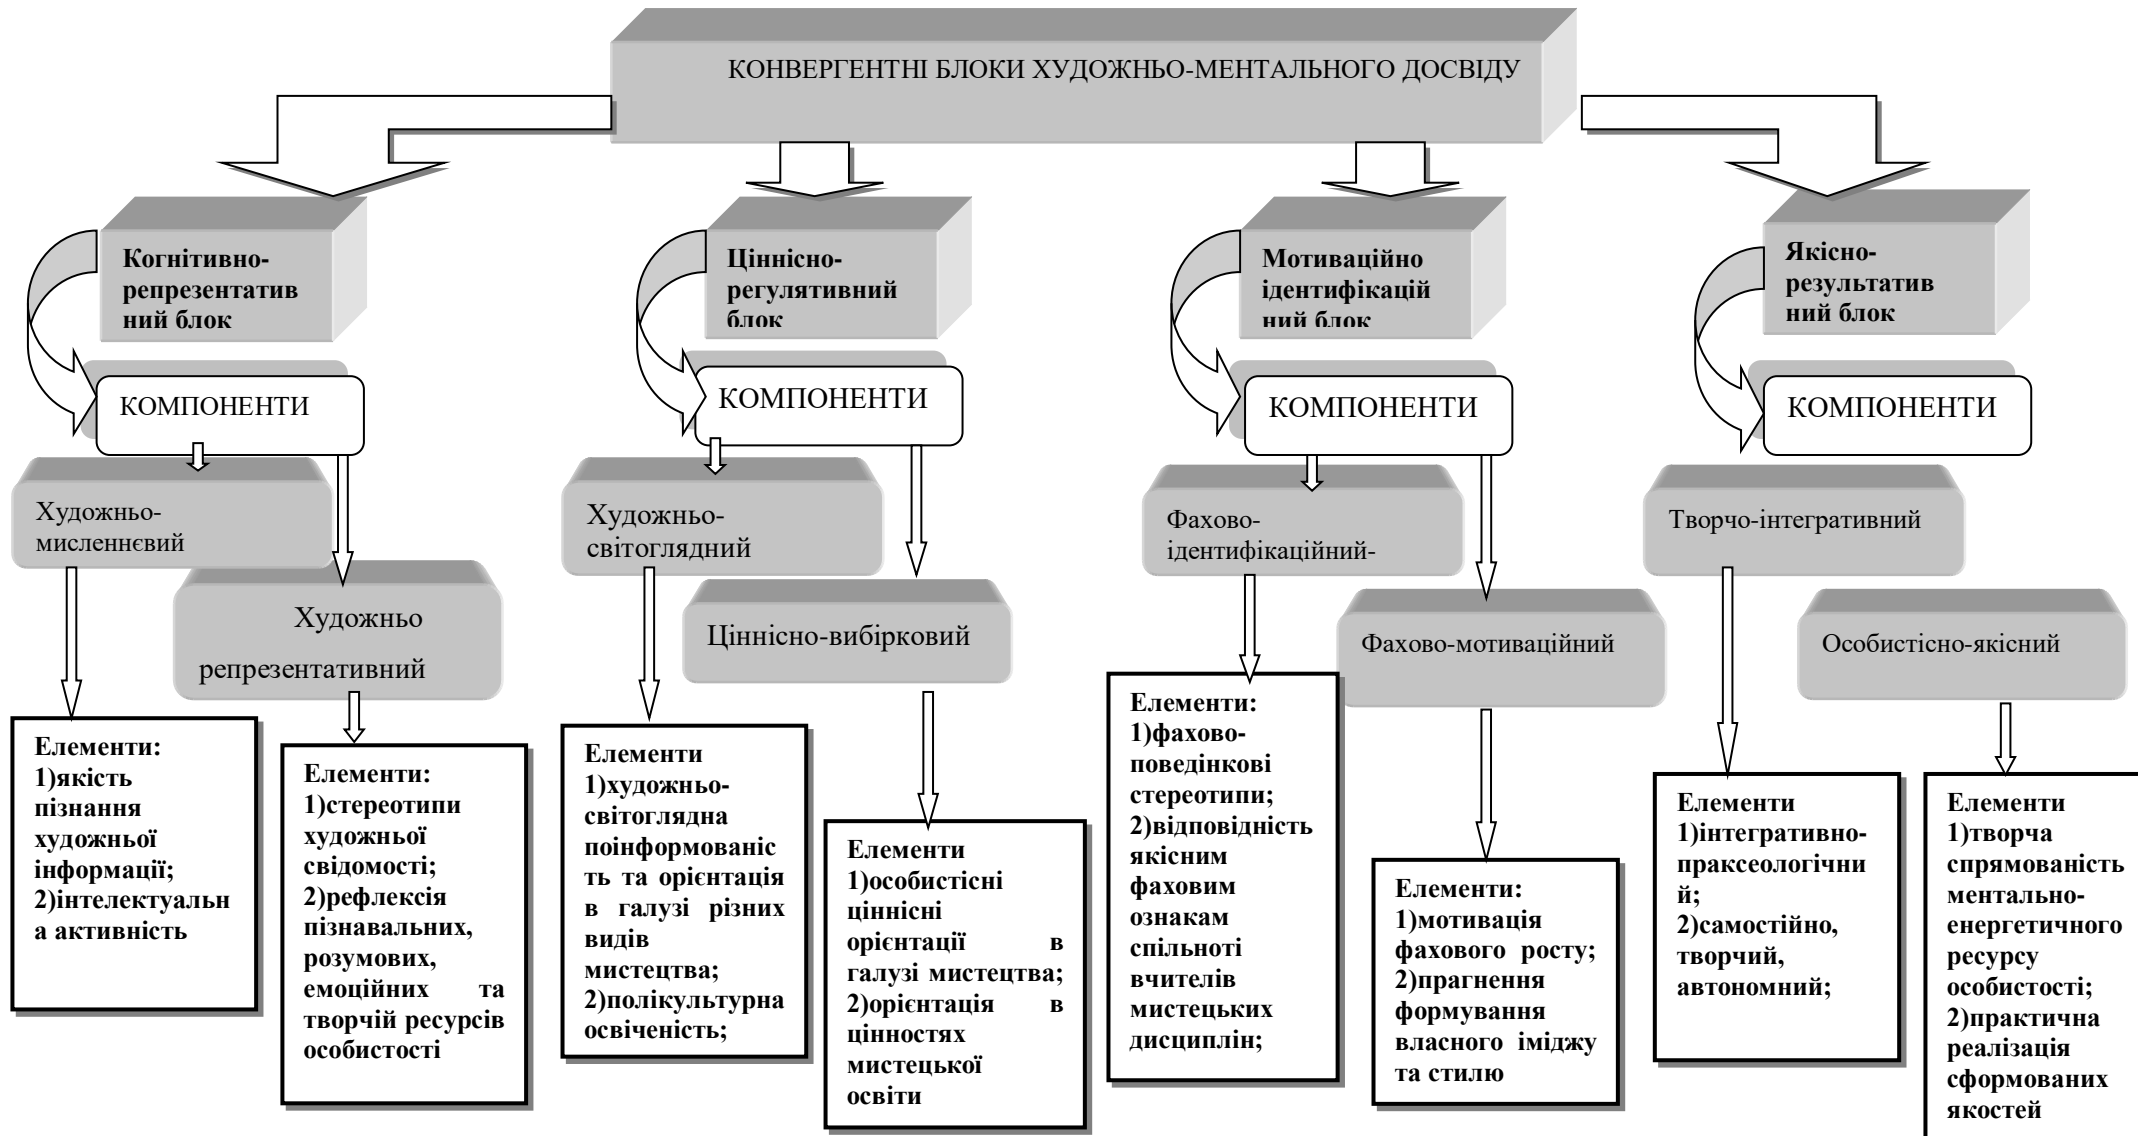 КОНВЕРГЕНТНІ БЛОКИ ХУДОЖНЬО-МЕНТАЛЬНОГО ДОСВІДУ
Когнітивно-
репрезентатив
ний блок
Ціннісно-
регулятивний
блок
Мотиваційно
ідентифікацій
ний блок
Якісно-
результатив
ний блок
КОМПОНЕНТИ
КОМПОНЕНТИ
КОМПОНЕНТИ
КОМПОНЕНТИ
Художньо-
мисленнєвий
Художньо
репрезентативний
Художньо-
світоглядний
Ціннісно-вибірковий
Фахово-
ідентифікаційний-
Фахово-мотиваційний
Творчо-інтегративний
Особистісно-якісний
Елементи:
1)якість
пізнання
художньої
інформації;
2)інтелектуальн
а активність
Елементи:
1)стереотипи
художньої
свідомості;
2)рефлексія
пізнавальних,
розумових,
емоційних та
творчій ресурсів
особистості
Елементи
1)художньо-
світоглядна
поінформованіс
ть та орієнтація
в галузі різних
видів
мистецтва;
2)полікультурна
освіченість;
Елементи
1)особистісні
ціннісні
орієнтації в
галузі мистецтва;
2)орієнтація в
цінностях
мистецької
освіти
Елементи:
1)фахово-
поведінкові
стереотипи;
2)відповідність
якісним
фаховим
ознакам
спільноті
вчителів
мистецьких
дисциплін;
Елементи:
1)мотивація
фахового росту;
2)прагнення
формування
власного іміджу
та стилю
Елементи
1)інтегративно-
праксеологічни
й;
2)самостійно,
творчий,
автономний;
Елементи
1)творча
спрямованість
ментально-
енергетичного
ресурсу
особистості;
2)практична
реалізація
сформованих
якостей